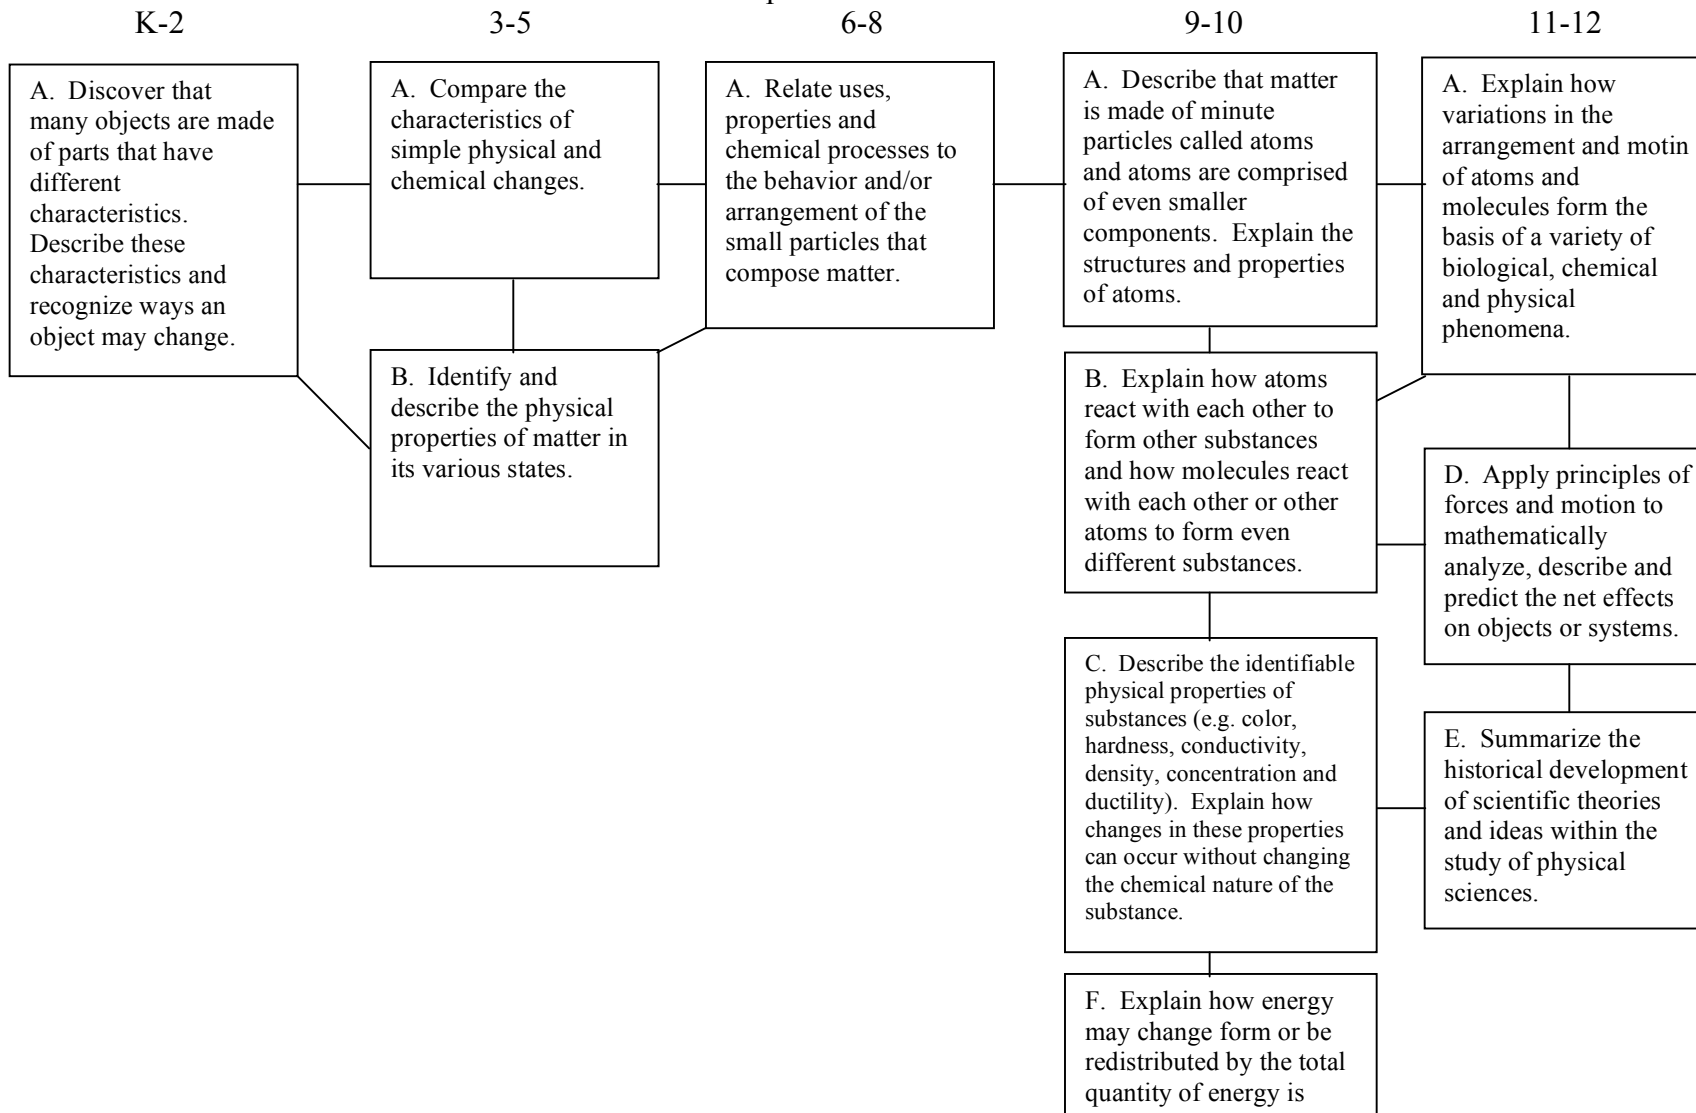 K-2
3-5
6-8
9-10
11-12
A. Discover that
many objects are made
of parts that have
different
characteristics.
Describe these
characteristics and
recognize ways an
object may change.
A. Compare the
characteristics of
simple physical and
chemical changes.
B. Identify and
describe the physical
properties of matter in
its various states.
A. Relate uses,
properties and
chemical processes to
the behavior and/or
arrangement of the
small particles that
compose matter.
A. Describe that matter
is made of minute
particles called atoms
and atoms are comprised
of even smaller
components. Explain the
structures and properties
of atoms.
B. Explain how atoms
react with each other to
form other substances
and how molecules react
with each other or other
atoms to form even
different substances.
C. Describe the identifiable
physical properties of
substances (e.g. color,
hardness, conductivity,
density, concentration and
ductility). Explain how
changes in these properties
can occur without changing
the chemical nature of the
substance.
F. Explain how energy
may change form or be
redistributed by the total
quantity of energy is
A. Explain how
variations in the
arrangement and motin
of atoms and
molecules form the
basis of a variety of
biological, chemical
and physical
phenomena.
D. Apply principles of
forces and motion to
mathematically
analyze, describe and
predict the net effects
on objects or systems.
E. Summarize the
historical development
of scientific theories
and ideas within the
study of physical
sciences.